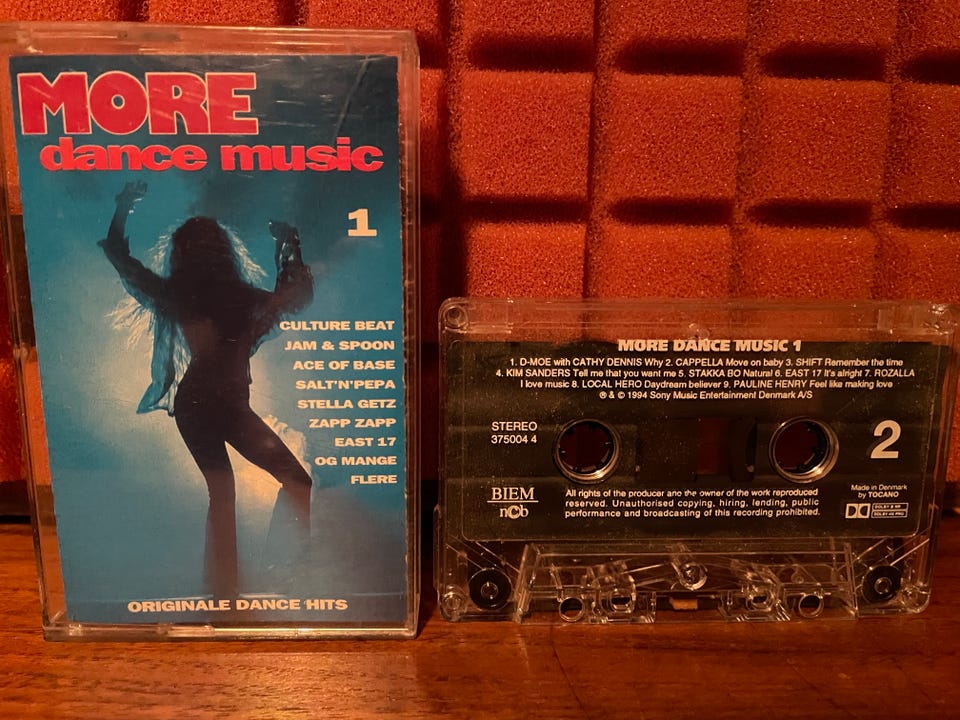 MORE
dance music
1
CULTURE BEAT
JAM & SPOON
ACE OF BASE
SALT'N'PEPA
STELLA GETZ
ZAPP ZAPP
EAST 17
OG MANGE
FLERE
ORIGINALE DANCE HITS
MORE DANCE MUSIC 1
1. D-MOE with CATHY DENNIS Why 2. CAPPELLA Move on baby 3. SHIFT Remember the time
4. KIM SANDERS Tell me that you want me 5. STAKKA BO Natural 6. EAST 17 It's alright 7. ROZALLA
I love music 8. LOCAL HERO Daydream believer 9. PAULINE HENRY Feel like making love
℗ & © 1994 Sony Music Entertainment Denmark A/S
STEREO
375004 4
2
BIEM
ncb
All rights of the producer and the owner of the work reproduced
reserved. Unauthorised copying, hiring, lending, public
performance and broadcasting of this recording prohibited.
Made in Denmark
by TOCANO
DOLBY B NR
DOLBY HX PRO